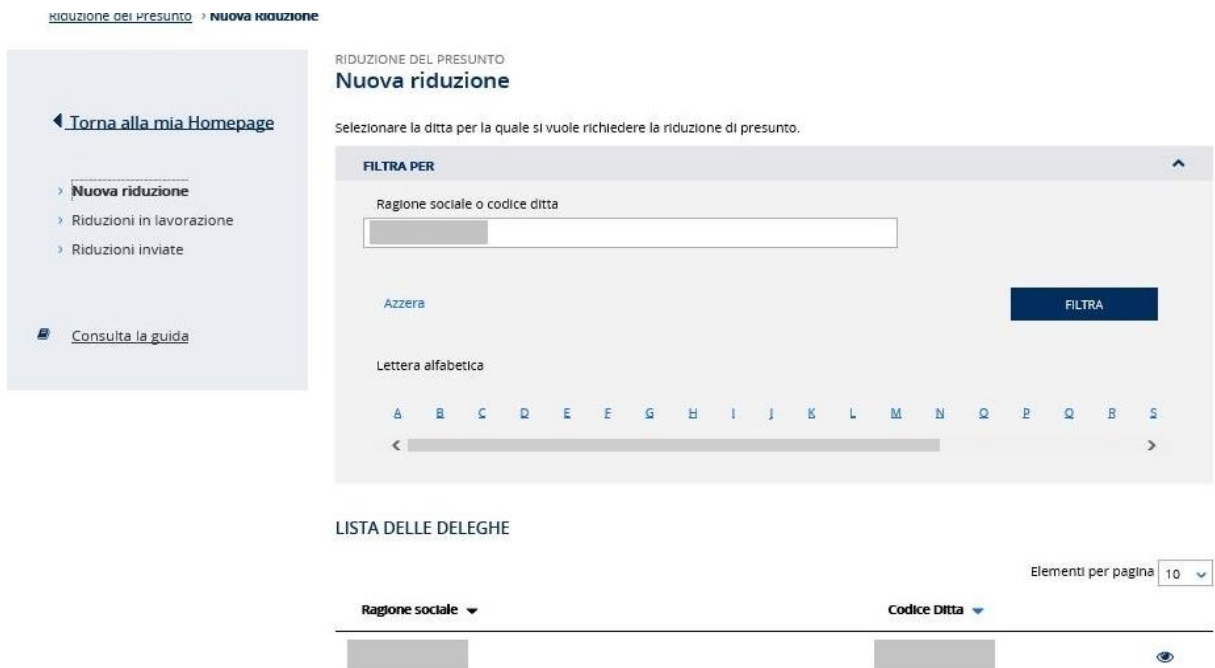 Riduzione del Presunto › Nuova Riduzione
Torna alla mia Homepage
› Nuova riduzione
› Riduzioni in lavorazione
› Riduzioni inviate
Consulta la guida
RIDUZIONE DEL PRESUNTO
Nuova riduzione
Selezionare la ditta per la quale si vuole richiedere la riduzione di presunto.
FILTRA PER
Ragione sociale o codice ditta
Azzera FILTRA
Lettera alfabetica
A B C D E F G H I J K L M N O P Q R S
LISTA DELLE DELEGHE
Elementi per pagina 10
Ragione sociale Codice Ditta